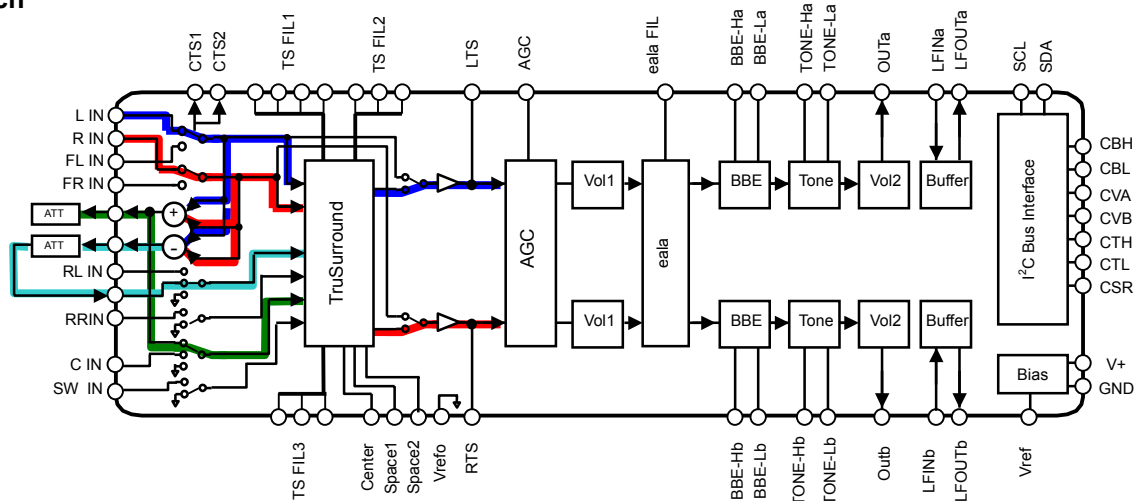 CTS1
CTS2
TS FIL1
TS FIL2
LTS
AGC
eala FIL
BBE-Ha
BBE-La
TONE-Ha
TONE-La
OUTa
LFINa
LFOUTa
SCL
SDA
L IN
R IN
FL IN
FR IN
ATT
ATT
RL IN
RRIN
C IN
SW IN
+
-
TruSurround
AGC
Vol1
eala
BBE
Tone
Vol2
Buffer
Vol1
BBE
Tone
Vol2
Buffer
I2C Bus Interface
Bias
CBH
CBL
CVA
CVB
CTH
CTL
CSR
V+
GND
TS FIL3
Center
Space1
Space2
Vrefo
RTS
BBE-Hb
BBE-Lb
TONE-Hb
TONE-Lb
Outb
LFINb
LFOUTb
Vref